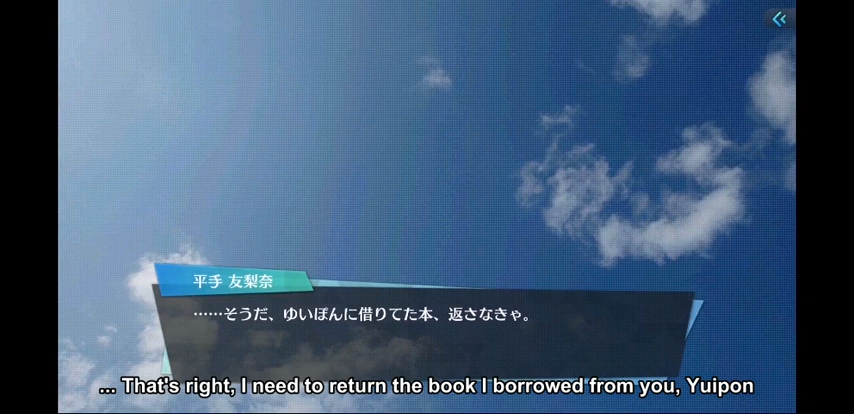 平手 友梨奈
……そうだ、ゆいぽんに借りてた本、返さなきゃ。
... That's right, I need to return the book I borrowed from you, Yuipon